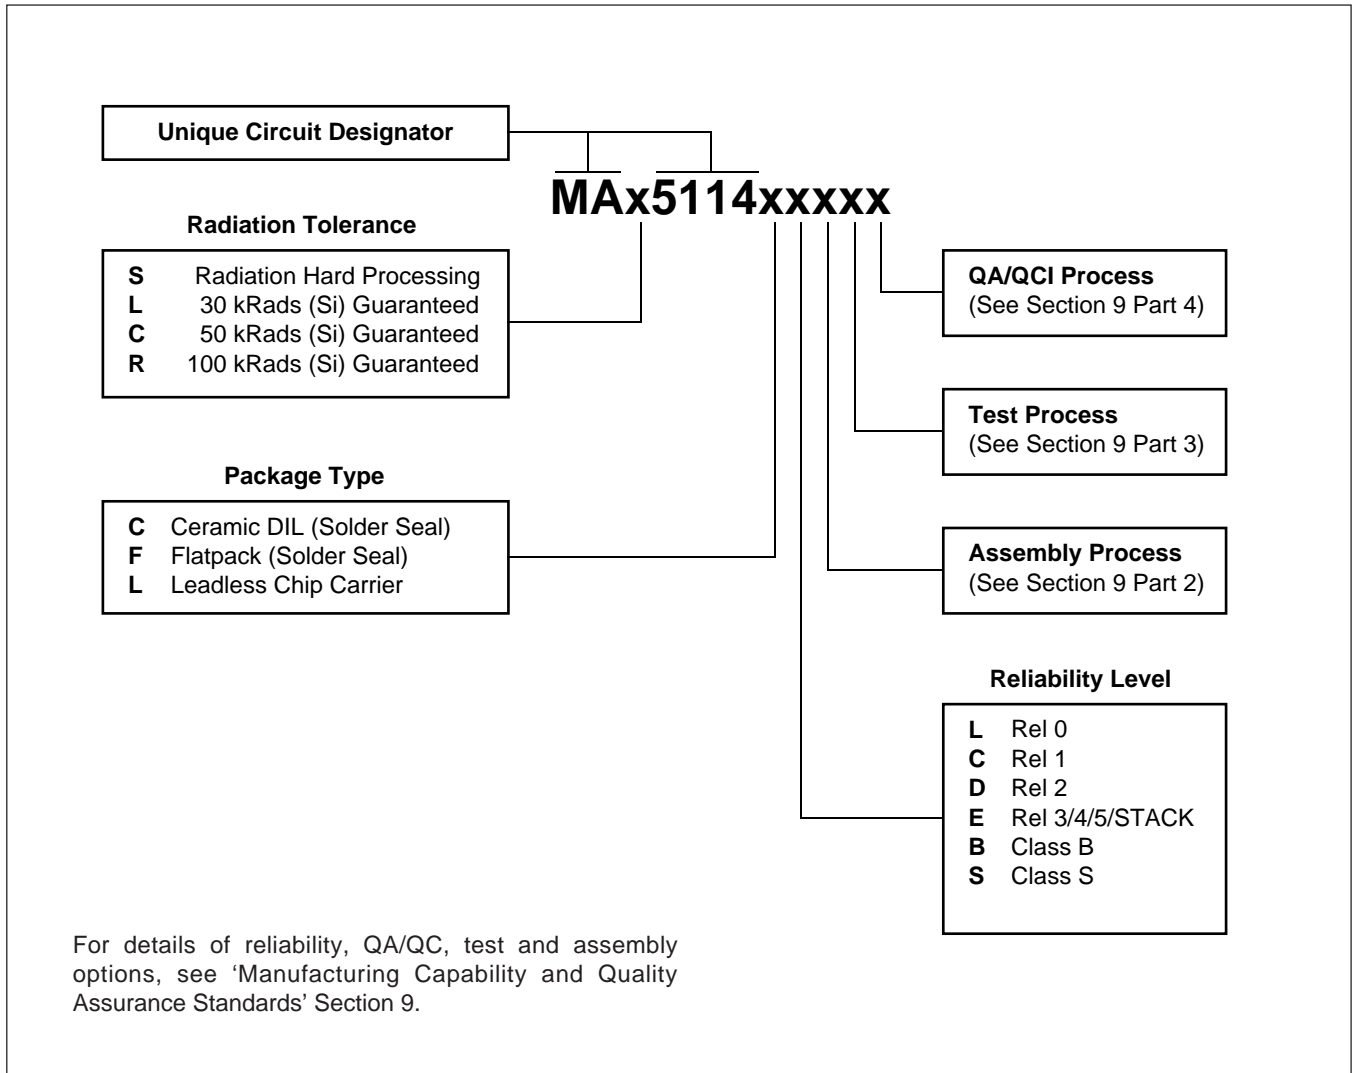 Unique Circuit Designator
MAx5114xxxxx
Radiation Tolerance
S Radiation Hard Processing
L 30 kRads (Si) Guaranteed
C 50 kRads (Si) Guaranteed
R 100 kRads (Si) Guaranteed
Package Type
C Ceramic DIL (Solder Seal)
F Flatpack (Solder Seal)
L Leadless Chip Carrier
QA/QCI Process
(See Section 9 Part 4)
Test Process
(See Section 9 Part 3)
Assembly Process
(See Section 9 Part 2)
Reliability Level
L Rel 0
C Rel 1
D Rel 2
E Rel 3/4/5/STACK
B Class B
S Class S
For details of reliability, QA/QC, test and assembly
options, see ‘Manufacturing Capability and Quality
Assurance Standards’ Section 9.